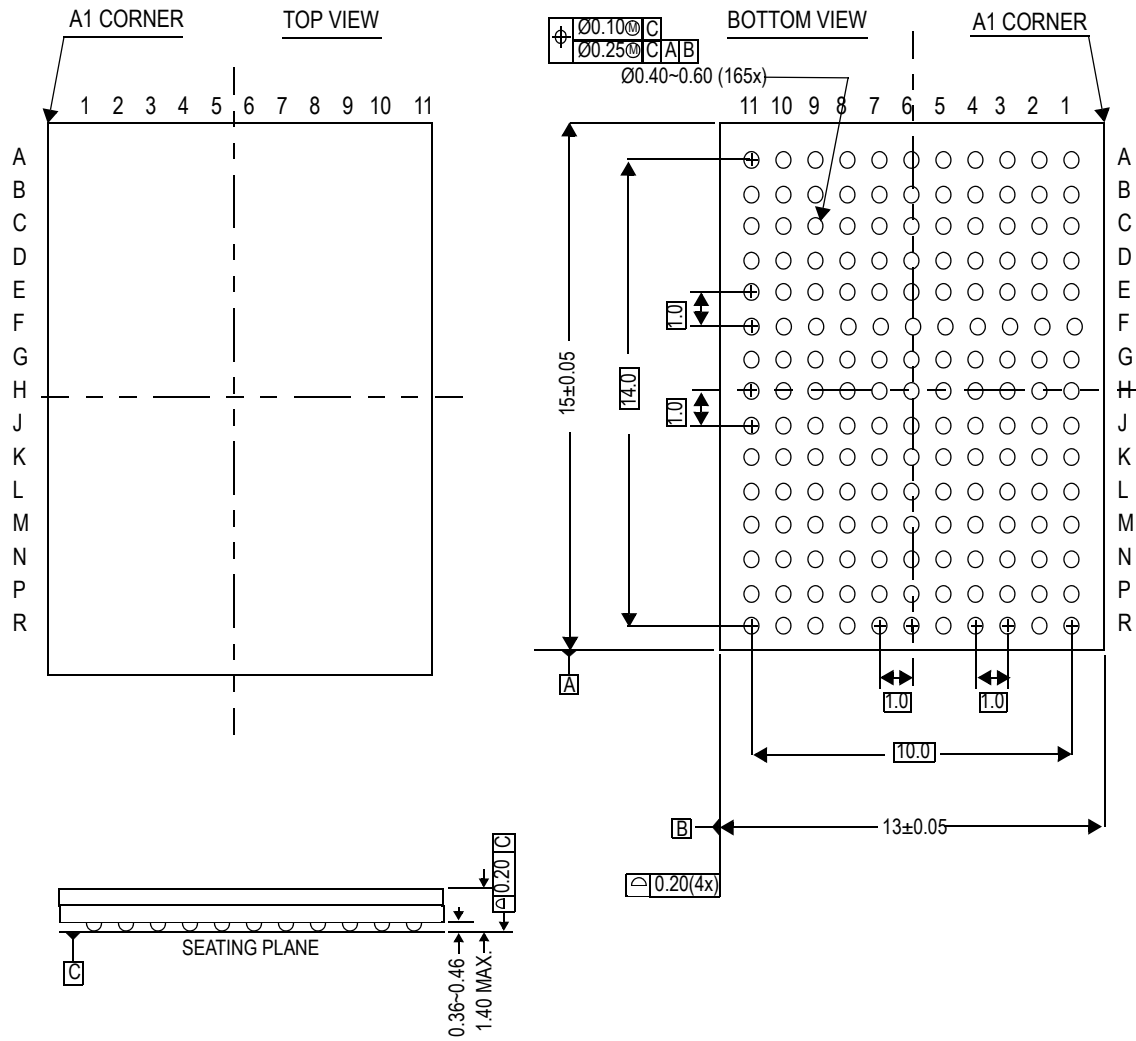 A1 CORNER
TOP VIEW
Ø0.10Ⓜ C
Ø0.25Ⓜ C A B
BOTTOM VIEW
A1 CORNER
Ø0.40~0.60 (165x)
1 2 3 4 5 6 7 8 9 10 11
11 10 9 8 7 6 5 4 3 2 1
A
B
C
D
E
F
G
H
J
K
L
M
N
P
R
1.0
15±0.05
14.0
1.0
A
B
C
D
E
F
G
H
J
K
L
M
N
P
R
A
1.0
1.0
10.0
B
13±0.05
0.20(4x)
0.20 C
SEATING PLANE
C
0.36~0.46
1.40 MAX.